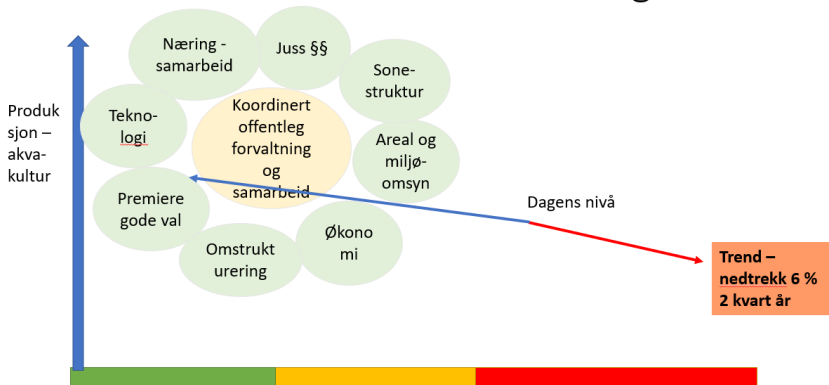 Næring -
samarbeid
Juss §§
Sone-
struktur
Produk
sjon –
akva-
kultur
Tekno-
logi
Koordinert
offentleg
forvaltning
og
samarbeid
Areal og
miljø-
omsyn
Premiere
gode val
Dagens nivå
Omstrukt
urering
Økono
mi
Trend –
nedtrekk 6 %
2 kvart år